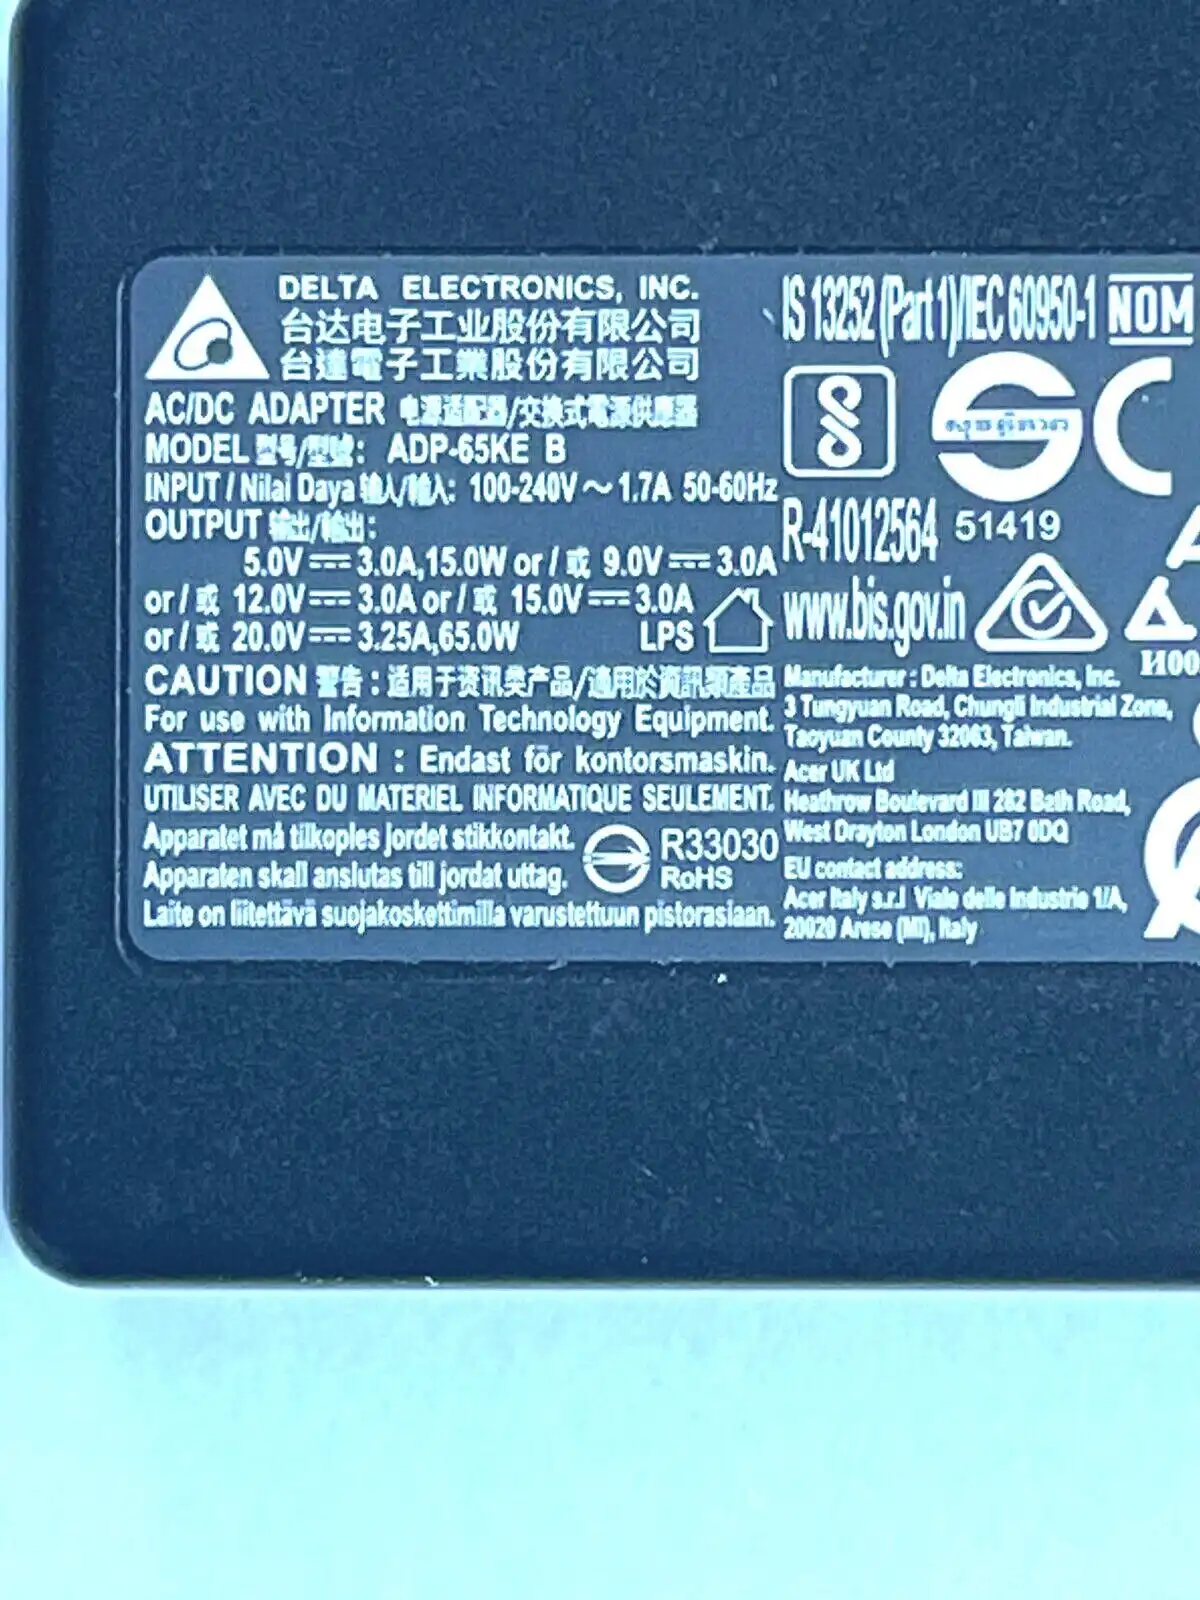 DELTA ELECTRONICS, INC.
台达电子工业股份有限公司
台達電子工業股份有限公司
AC/DC ADAPTER 电源适配器/交換式電源供應器
MODEL 型号/型號: ADP-65KE B
INPUT / Nilai Daya 输入/輸入: 100-240V ~ 1.7A 50-60Hz
OUTPUT 输出/輸出:
5.0V ⎓ 3.0A,15.0W or / 或 9.0V ⎓ 3.0A
or / 或 12.0V ⎓ 3.0A or / 或 15.0V ⎓ 3.0A
or / 或 20.0V ⎓ 3.25A,65.0W LPS
CAUTION 警告:适用于资讯类产品/適用於資訊類產品
For use with Information Technology Equipment.
ATTENTION : Endast för kontorsmaskin.
UTILISER AVEC DU MATERIEL INFORMATIQUE SEULEMENT.
Apparatet må tilkoples jordet stikkontakt.
Apparaten skall anslutas till jordat uttag.
R33030
RoHS
Laite on liitettävä suojakoskettimilla varustettuun pistorasiaan.
IS 13252 (Part 1)/IEC 60950-1 NOM
R-41012564 51419
www.bis.gov.in
И00
Manufacturer : Delta Electronics, Inc.
3 Tungyuan Road, Chungli Industrial Zone,
Taoyuan County 32063, Taiwan.
Acer UK Ltd
Heathrow Boulevard III 282 Bath Road,
West Drayton London UB7 0DQ
EU contact address:
Acer Italy s.r.l Viale delle Industrie 1/A,
20020 Arese (MI), Italy